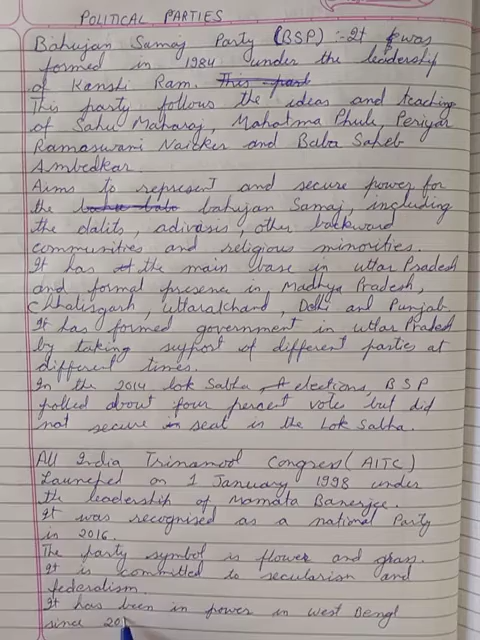 POLITICAL PARTIES
Bahujan Samaj Party (BSP) :- It was
formed in 1984 under the leadership
of Kanshi Ram. This part
This party follows the ideas and teaching
of Sahu Maharaj, Mahatma Phule, Periyar
Ramaswani Naicker and Baba Saheb
Ambedkar.
Aims to represent and secure power for
the bahujan Samaj, including
the dalits, adivasis, other backward
communities and religious minorities.
It has the main base in uttar Pradesh
and formal presence in, Madhya Pradesh,
Chhatisgarh, uttarakhand, Delhi and Punjab.
It has formed government in uttar Pradesh
by taking support of different parties at
different times.
In the 2014 lok Sabha, elections, BSP
polled about four percent votes but did
not secure seat in the Lok Sabha.
All India Trinamool Congress (AITC)
Launched on 1 January 1998 under
the leadership of Mamata Banerjee.
It was recognised as a national Party
in 2016.
The party symbol is flower and grass.
It is committed to secularism and
federalism.
It has been in power in west Bengl
since 201